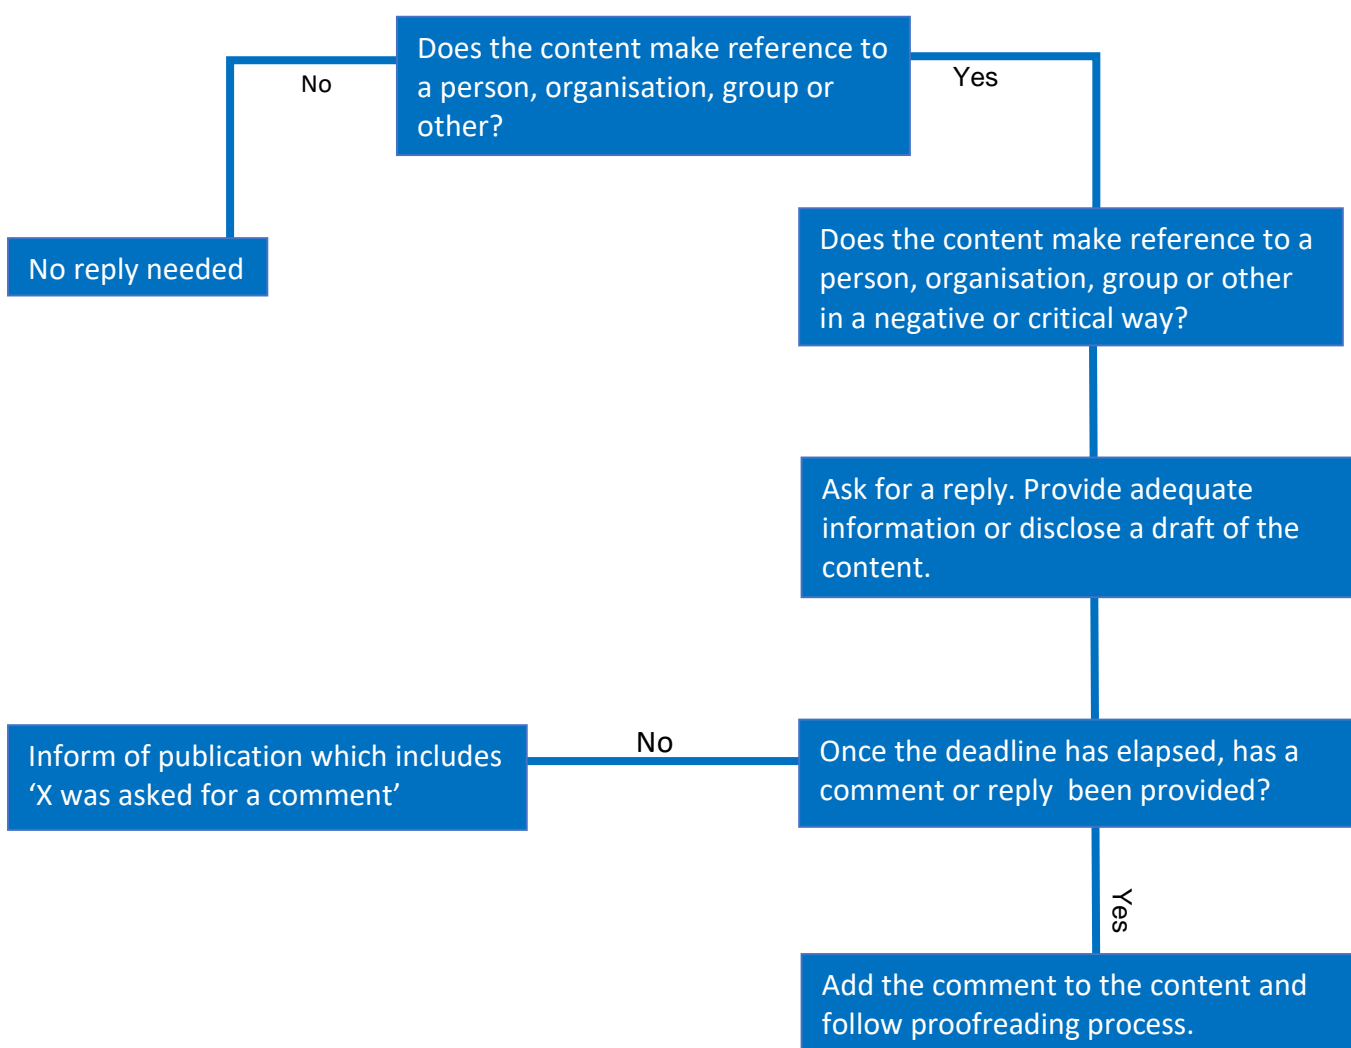 Does the content make reference to
a person, organisation, group or
other?
No
Yes
No reply needed
Does the content make reference to a
person, organisation, group or other
in a negative or critical way?
Ask for a reply. Provide adequate
information or disclose a draft of the
content.
Inform of publication which includes
‘X was asked for a comment’
No
Once the deadline has elapsed, has a
comment or reply  been provided?
Yes
Add the comment to the content and
follow proofreading process.